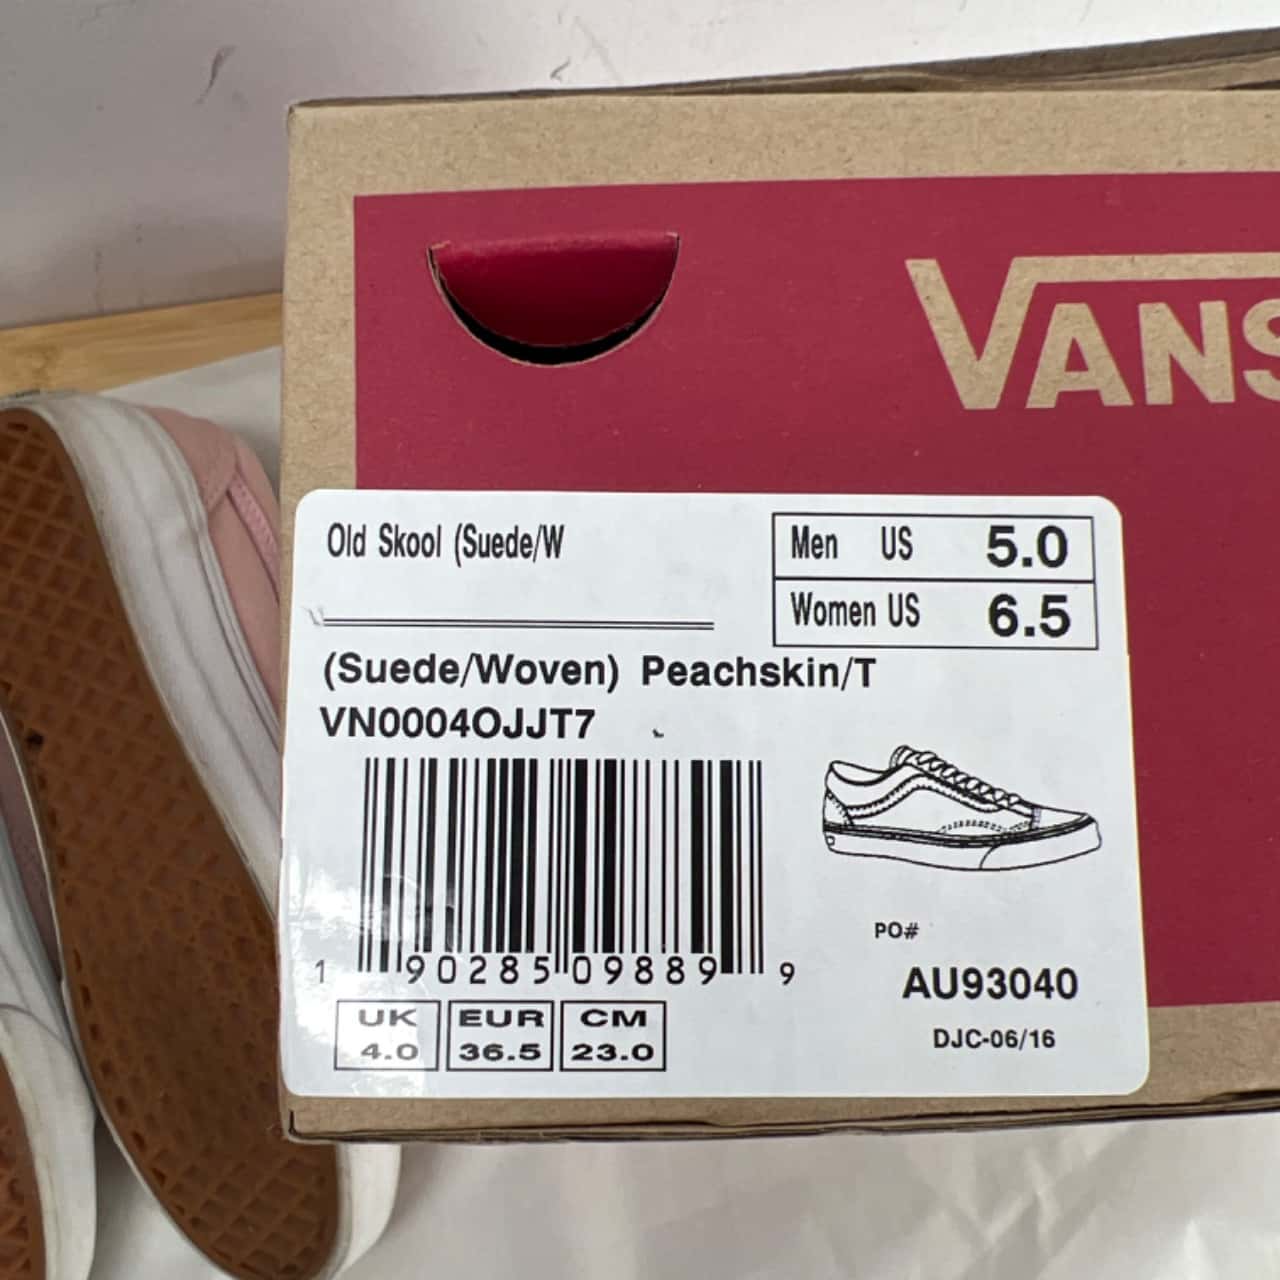 VANS
Old Skool (Suede/W
Men US 5.0
Women US 6.5
(Suede/Woven) Peachskin/T
VN0004OJJT7
1 90285 09889 9
PO#
AU93040
DJC-06/16
UK EUR CM
4.0 36.5 23.0